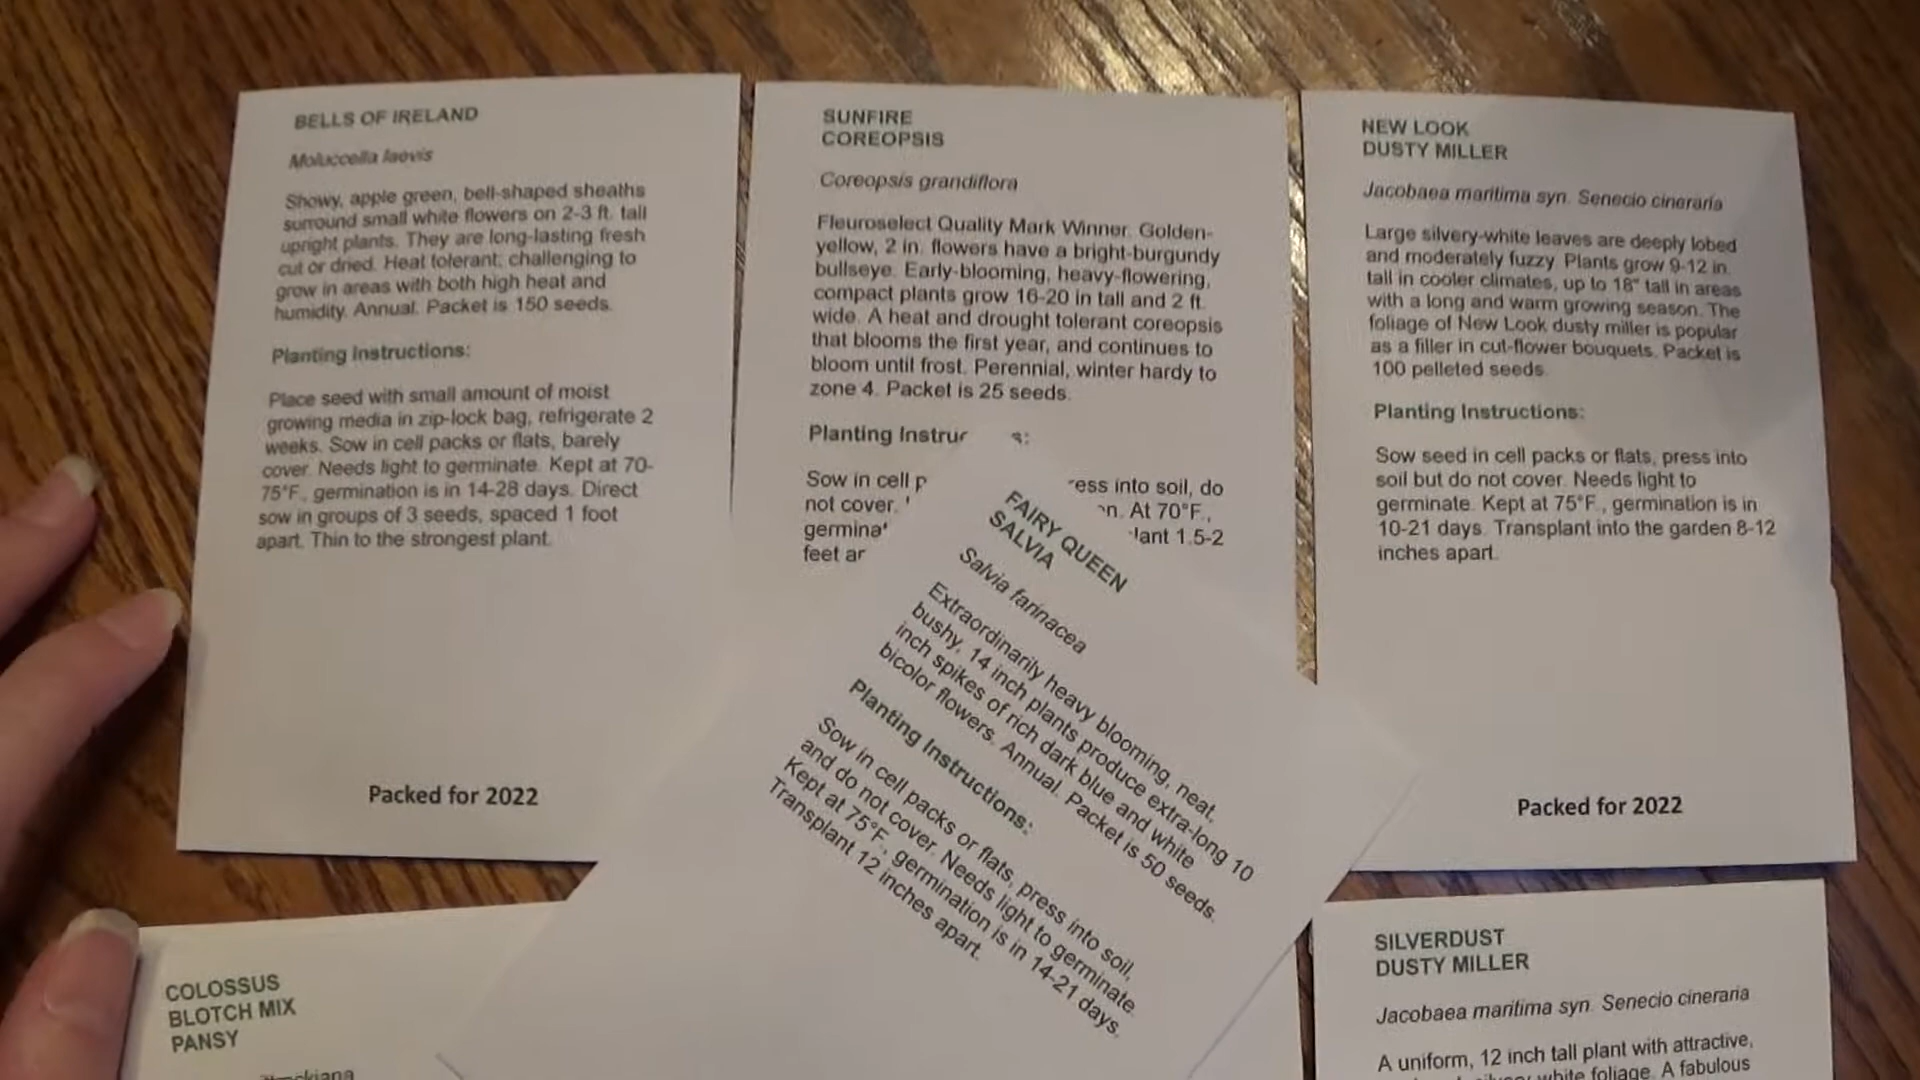 BELLS OF IRELAND
Moluccella laevis
Showy, apple green, bell-shaped sheaths
surround small white flowers on 2-3 ft. tall
upright plants. They are long-lasting fresh
cut or dried. Heat tolerant; challenging to
grow in areas with both high heat and
humidity. Annual. Packet is 150 seeds.
Planting Instructions:
Place seed with small amount of moist
growing media in zip-lock bag, refrigerate 2
weeks. Sow in cell packs or flats, barely
cover. Needs light to germinate. Kept at 70-
75°F., germination is in 14-28 days. Direct
sow in groups of 3 seeds, spaced 1 foot
apart. Thin to the strongest plant.
Packed for 2022
SUNFIRE
COREOPSIS
Coreopsis grandiflora
Fleuroselect Quality Mark Winner. Golden-
yellow, 2 in. flowers have a bright-burgundy
bullseye. Early-blooming, heavy-flowering,
compact plants grow 16-20 in tall and 2 ft.
wide. A heat and drought tolerant coreopsis
that blooms the first year, and continues to
bloom until frost. Perennial, winter hardy to
zone 4. Packet is 25 seeds.
Planting
Sow in cell into soil, do
not cover. At 70°F.,
1.5-2
feet
NEW LOOK
DUSTY MILLER
Jacobaea maritima syn. Senecio cineraria
Large silvery-white leaves are deeply lobed
and moderately fuzzy. Plants grow 9-12 in.
tall in cooler climates, up to 18" tall in areas
with a long and warm growing season. The
foliage of New Look dusty miller is popular
as a filler in cut-flower bouquets. Packet is
100 pelleted seeds.
Planting Instructions:
Sow seed in cell packs or flats, press into
soil but do not cover. Needs light to
germinate. Kept at 75°F., germination is in
10-21 days. Transplant into the garden 8-12
inches apart.
Packed for 2022
FAIRY QUEEN
SALVIA
Salvia farinacea
Extraordinarily heavy blooming, neat,
bushy, 14 inch plants produce extra-long 10
inch spikes of rich dark blue and white
bicolor flowers. Annual. Packet is 50 seeds.
Planting Instructions:
Sow in cell packs or flats, press into soil,
and do not cover. Needs light to germinate.
Kept at 75°F., germination is in 14-21 days.
Transplant 12 inches apart.
COLOSSUS
BLOTCH MIX
PANSY
SILVERDUST
DUSTY MILLER
Jacobaea maritima syn. Senecio cineraria
A uniform, 12 inch tall plant with attractive,
white foliage. A fabulous